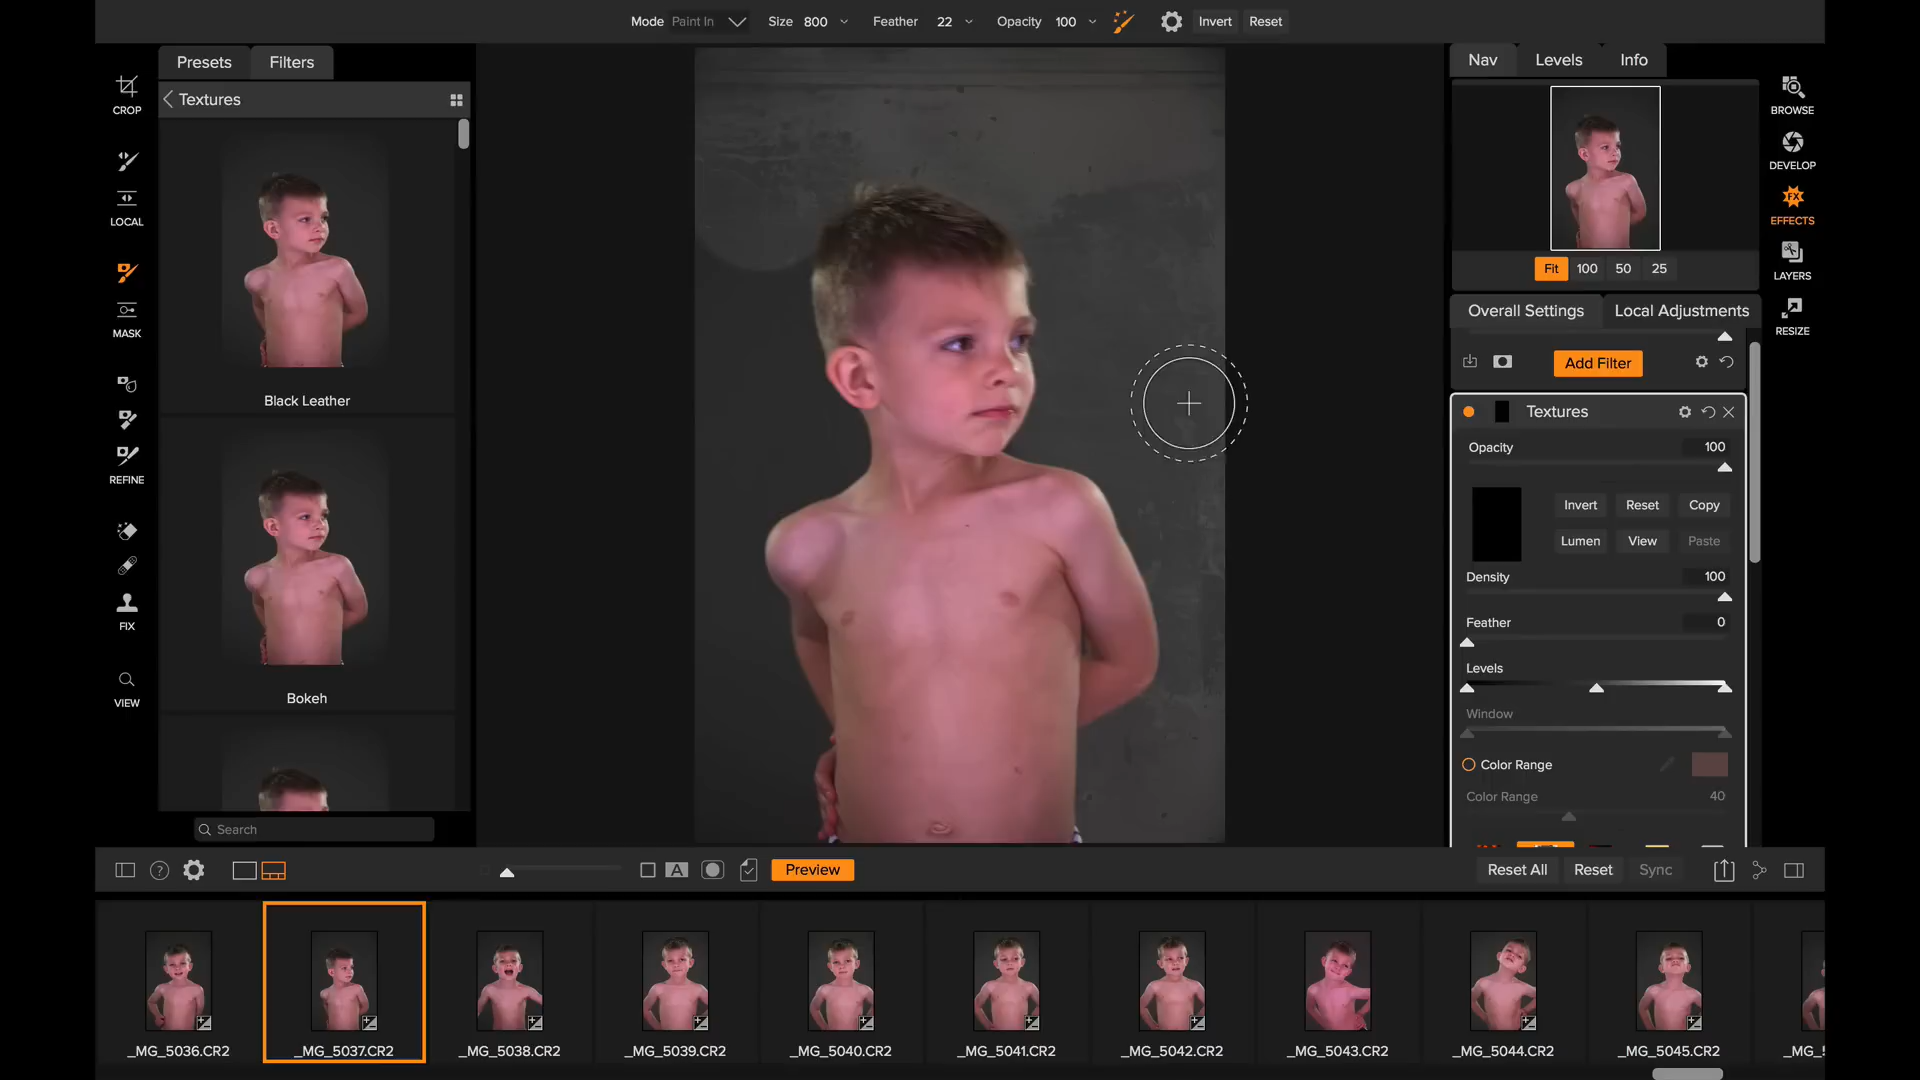 Mode Paint In Size 800 Feather 22 Opacity 100 Invert Reset
Presets Filters
Textures
Black Leather
Bokeh
Search
CROP
LOCAL
MASK
REFINE
FIX
VIEW
Nav Levels Info
Fit 100 50 25
Overall Settings Local Adjustments
Add Filter
Textures
Opacity 100
Invert Reset Copy
Lumen View Paste
Density 100
Feather 0
Levels
Window
Color Range
Color Range 40
BROWSE
DEVELOP
FX
EFFECTS
LAYERS
RESIZE
? A Preview Reset All Reset Sync
_MG_5036.CR2 _MG_5037.CR2 _MG_5038.CR2 _MG_5039.CR2 _MG_5040.CR2 _MG_5041.CR2 _MG_5042.CR2 _MG_5043.CR2 _MG_5044.CR2 _MG_5045.CR2